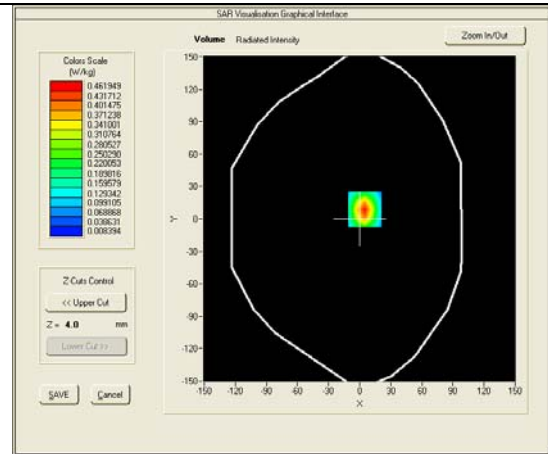 SAR Visualisation Graphical Interface
Volume Radiated Intensity
Zoom In/Out
Colors Scale
(W/kg)
0.461949
0.431712
0.401475
0.371238
0.341001
0.310764
0.280527
0.250290
0.220053
0.189816
0.159579
0.129342
0.099105
0.068868
0.038631
0.008394
Z Cuts Control
<< Upper Cut
Z = 4.0 mm
Lower Cut >>
SAVE Cancel
150-
120-
90-
60-
30-
0-
-30-
-60-
-90-
-120-
-150-
Y
-150 -120 -90 -60 -30 0 30 60 90 120 150
X